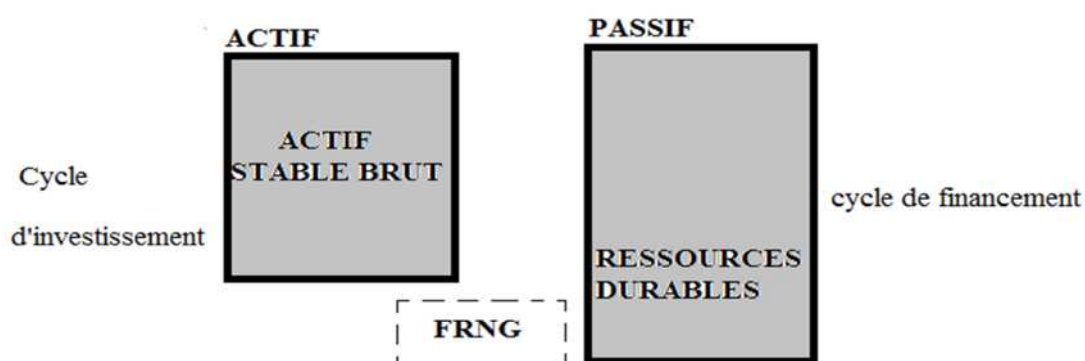 ACTIF
PASSIF
ACTIF
STABLE BRUT
Cycle
d'investissement
cycle de financement
RESSOURCES
DURABLES
FRNG